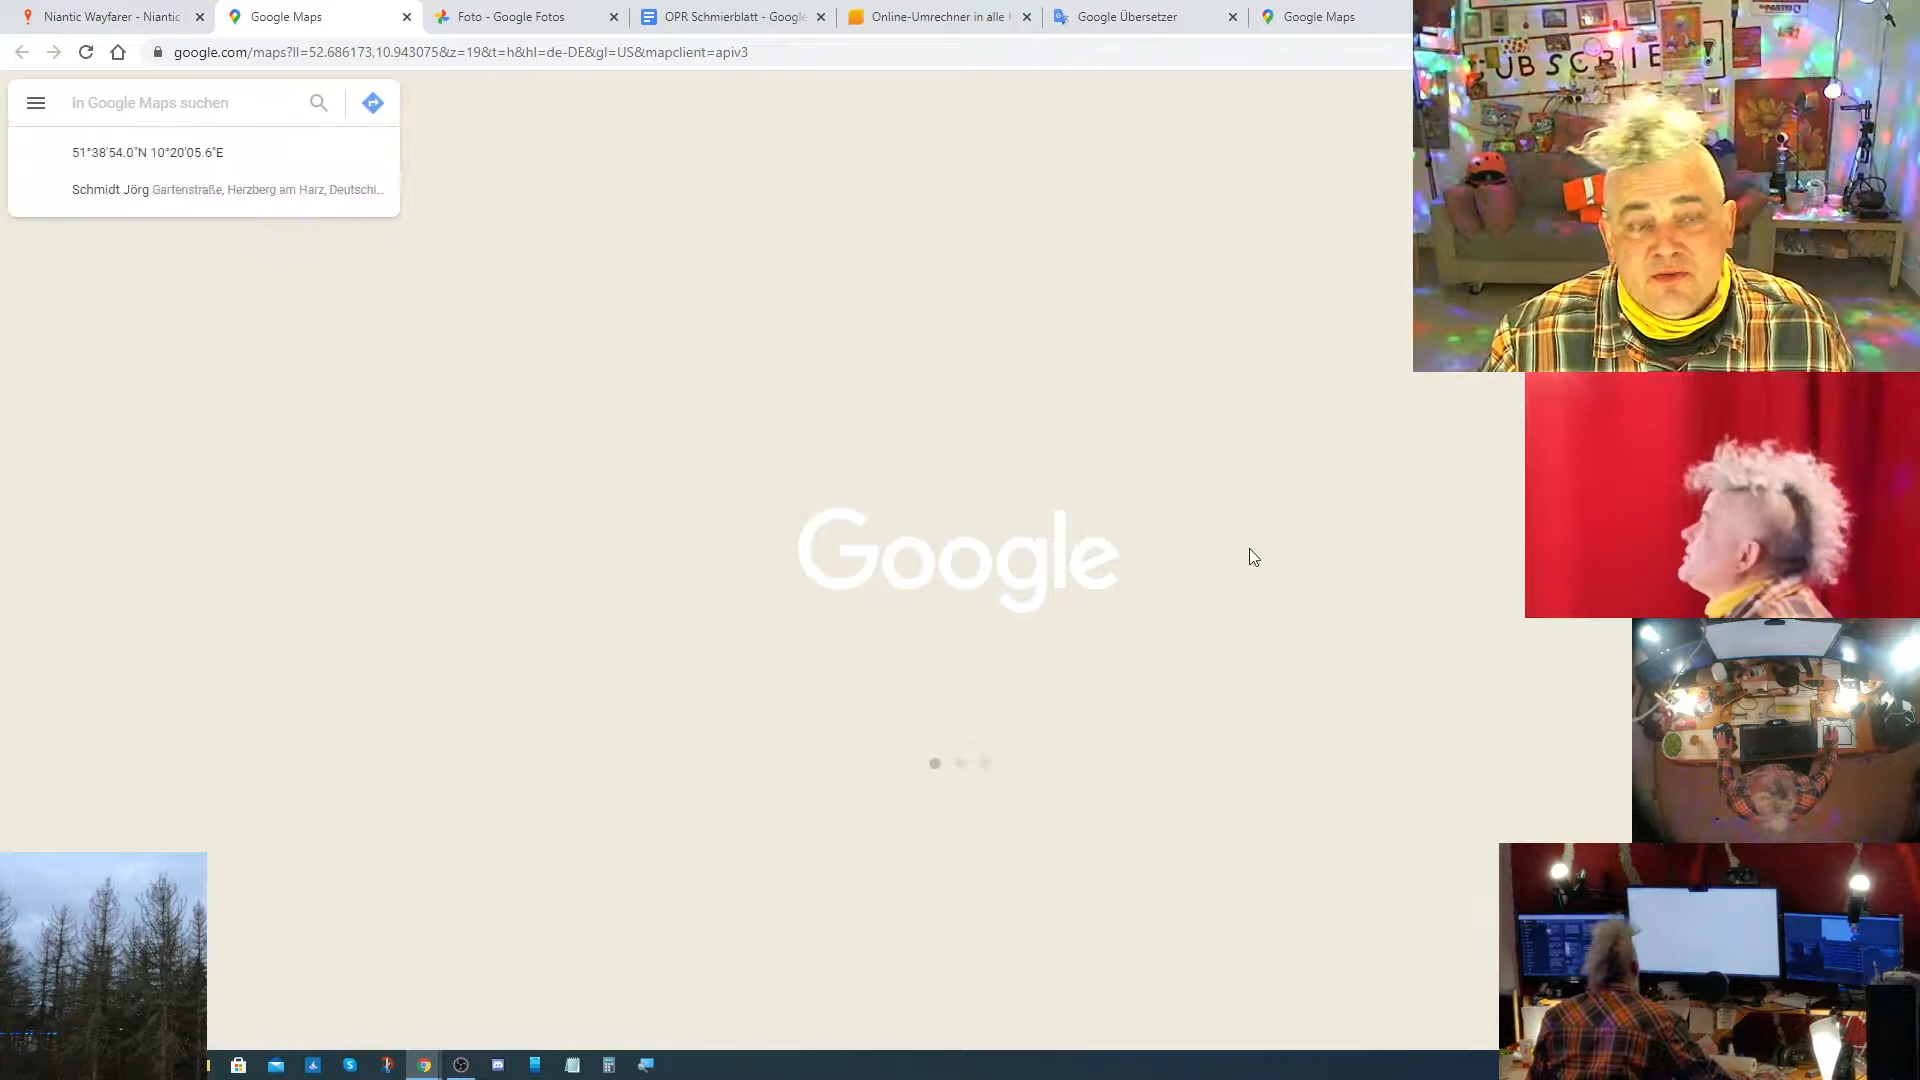 Niantic Wayfarer - Niantic
Google Maps
Foto - Google Fotos
OPR Schmierblatt - Google
Online-Umrechner in alle
Google Übersetzer
Google Maps
google.com/maps?ll=52.686173,10.943075&z=19&t=h&hl=de-DE&gl=US&mapclient=apiv3
In Google Maps suchen
51°38'54.0"N 10°20'05.6"E
Schmidt Jörg Gartenstraße, Herzberg am Harz, Deutschl...
Google
UBSCRIE